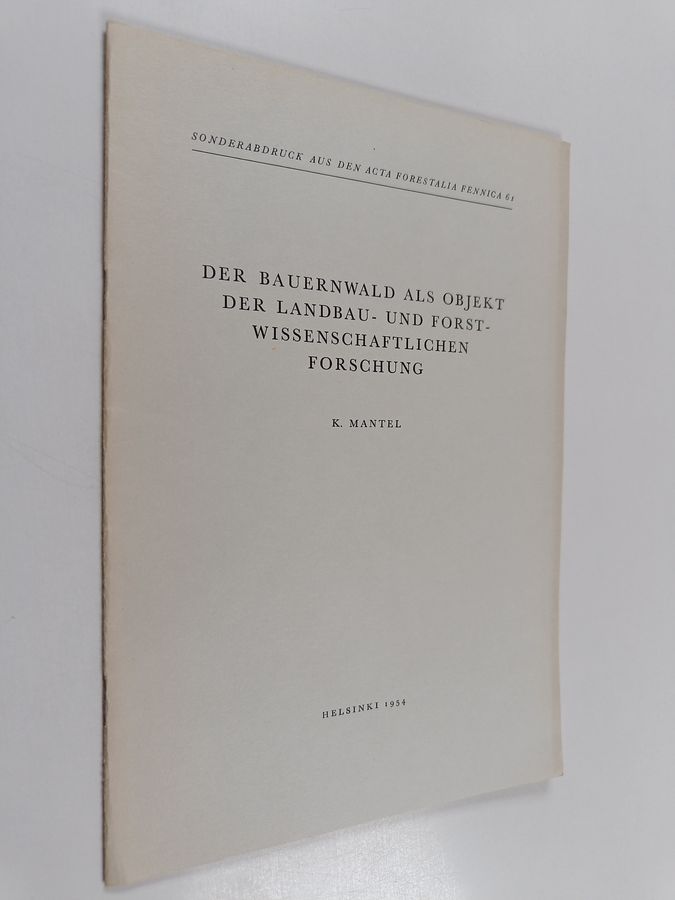 SONDERABDRUCK AUS DEN ACTA FORESTALIA FENNICA 61
DER BAUERNWALD ALS OBJEKT
DER LANDBAU- UND FORST-
WISSENSCHAFTLICHEN
FORSCHUNG
K. MANTEL
HELSINKI 1954